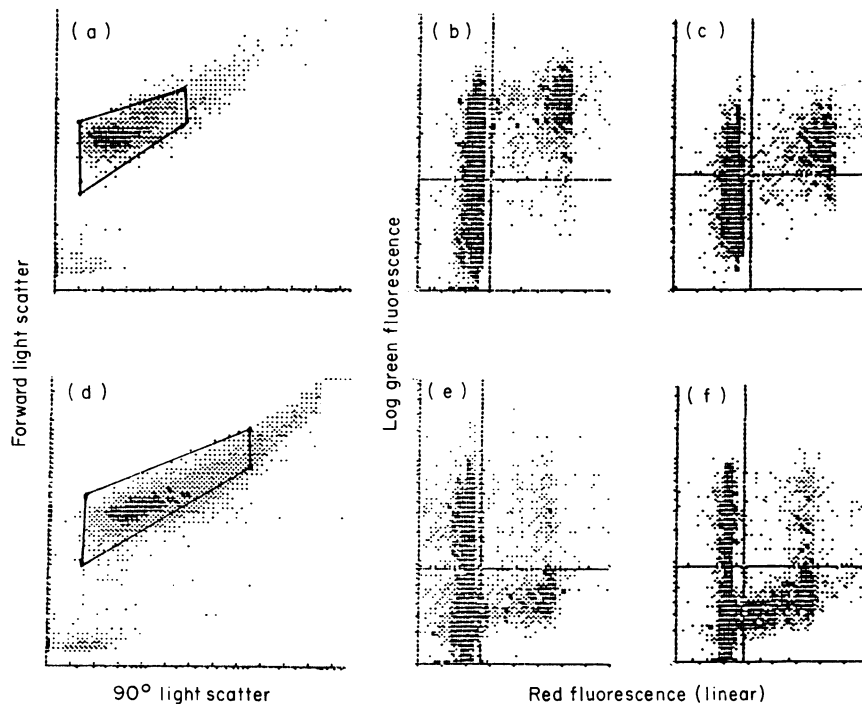 ( a )
( b )
( c )
Forward light scatter
Log green fluorescence
( d )
( e )
( f )
90° light scatter
Red fluorescence (linear)